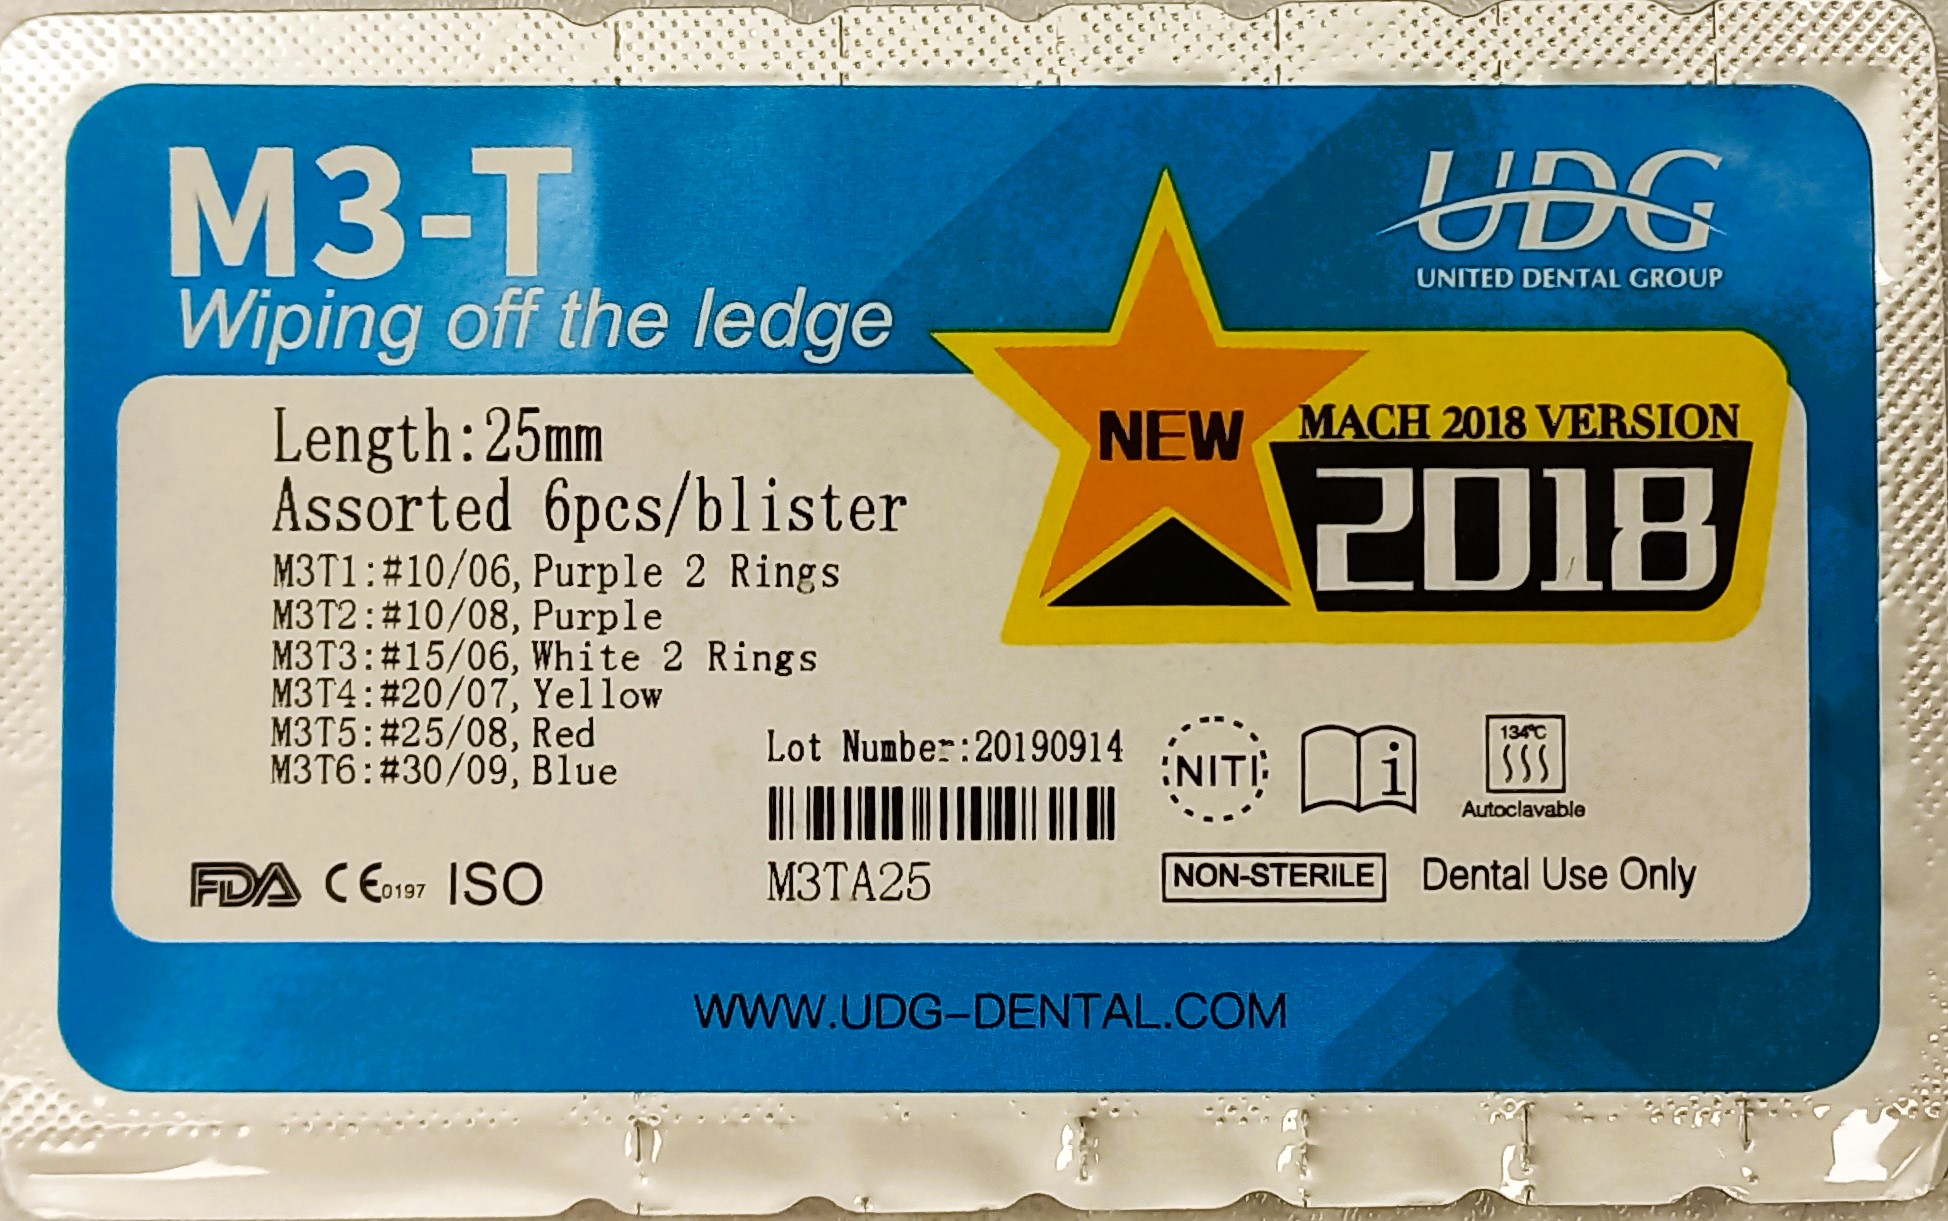 M3-T
Wiping off the ledge
UDG
UNITED DENTAL GROUP
NEW
MACH 2018 VERSION
2018
Length:25mm
Assorted 6pcs/blister
M3T1:#10/06, Purple 2 Rings
M3T2:#10/08, Purple
M3T3:#15/06, White 2 Rings
M3T4:#20/07, Yellow
M3T5:#25/08, Red
M3T6:#30/09, Blue
Lot Number:20190914
M3TA25
NITI
i
134°C
Autoclavable
FDA CE0197 ISO
NON-STERILE
Dental Use Only
WWW.UDG-DENTAL.COM